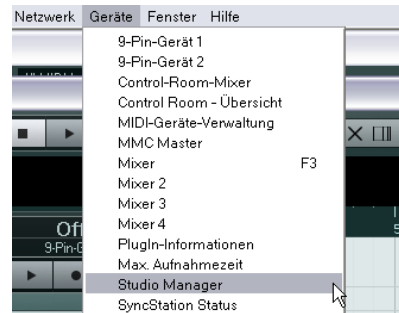 Netzwerk Geräte Fenster Hilfe
9-Pin-Gerät 1
9-Pin-Gerät 2
Control-Room-Mixer
Control Room - Übersicht
MIDI-Geräte-Verwaltung
MMC Master
Mixer F3
Mixer 2
Mixer 3
Mixer 4
PlugIn-Informationen
Max. Aufnahmezeit
Studio Manager
SyncStation Status